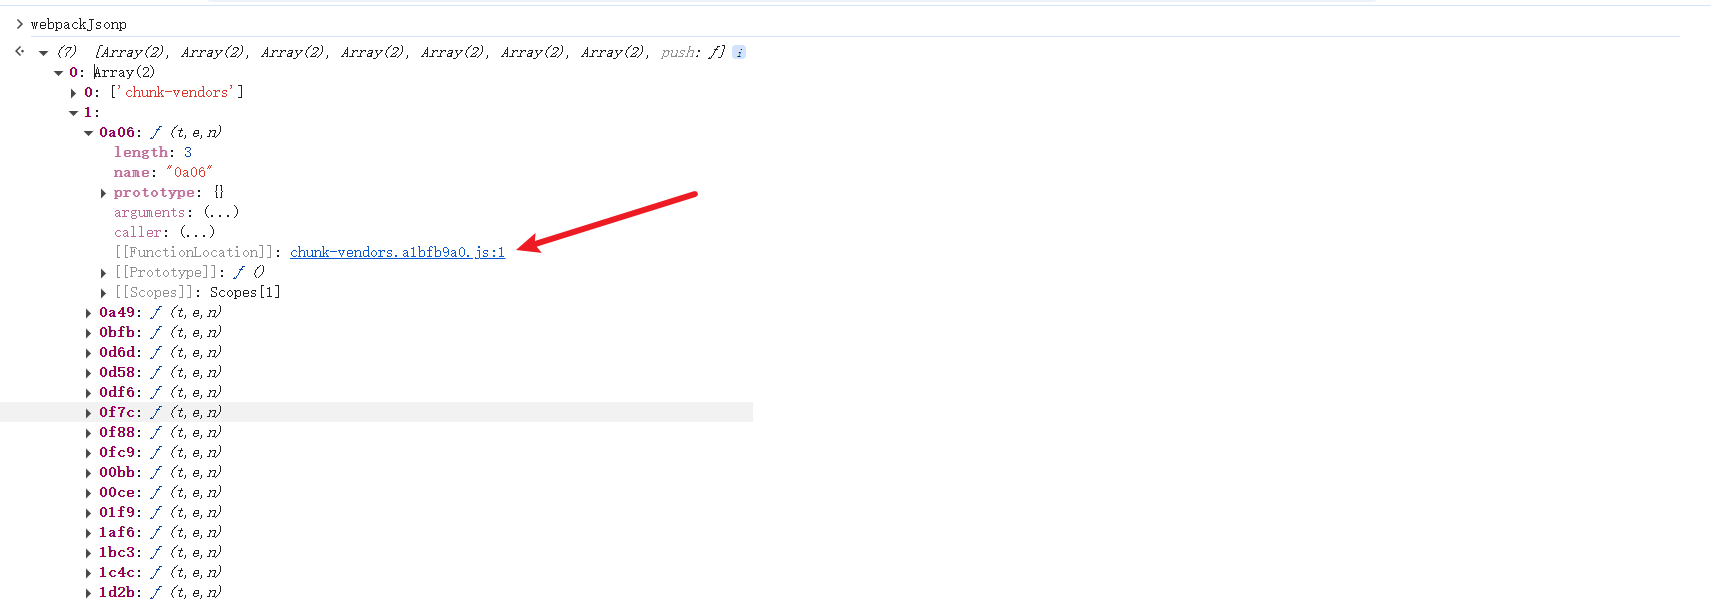 > webpackJsonp
(7) [Array(2), Array(2), Array(2), Array(2), Array(2), Array(2), Array(2), push: ƒ] i
0: Array(2)
0: ['chunk-vendors']
1:
0a06: ƒ (t,e,n)
length: 3
name: "0a06"
prototype: {}
arguments: (...)
caller: (...)
[[FunctionLocation]]: chunk-vendors.a1bfb9a0.js:1
[[Prototype]]: ƒ ()
[[Scopes]]: Scopes[1]
0a49: ƒ (t,e,n)
0bfb: ƒ (t,e,n)
0d6d: ƒ (t,e,n)
0d58: ƒ (t,e,n)
0df6: ƒ (t,e,n)
0f7c: ƒ (t,e,n)
0f88: ƒ (t,e,n)
0fc9: ƒ (t,e,n)
00bb: ƒ (t,e,n)
00ce: ƒ (t,e,n)
01f9: ƒ (t,e,n)
1af6: ƒ (t,e,n)
1bc3: ƒ (t,e,n)
1c4c: ƒ (t,e,n)
1d2b: ƒ (t,e,n)